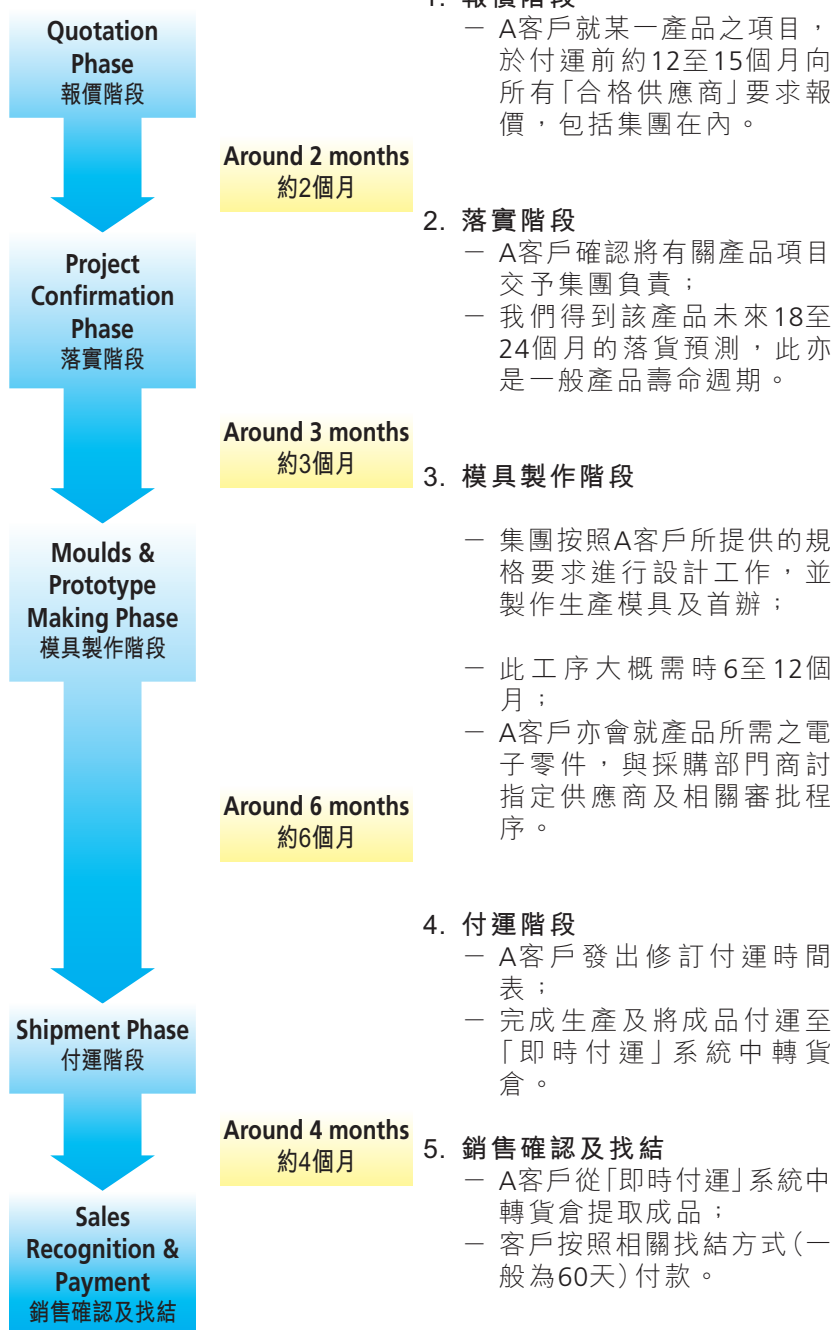 Quotation
Phase
報價階段
Around 2 months
約2個月
Project
Confirmation
Phase
落實階段
Around 3 months
約3個月
Moulds &
Prototype
Making Phase
模具製作階段
Around 6 months
約6個月
Shipment Phase
付運階段
Around 4 months
約4個月
Sales
Recognition &
Payment
銷售確認及找結
1. 報價階段
－ A客戶就某一產品之項目，
於付運前約12至15個月向
所有「合格供應商」要求報
價，包括集團在內。
2. 落實階段
－ A客戶確認將有關產品項目
交予集團負責；
－ 我們得到該產品未來18至
24個月的落貨預測，此亦
是一般產品壽命週期。
3. 模具製作階段
－ 集團按照A客戶所提供的規
格要求進行設計工作，並
製作生產模具及首辦；
－ 此工序大概需時6至12個
月；
－ A客戶亦會就產品所需之電
子零件，與採購部門商討
指定供應商及相關審批程
序。
4. 付運階段
－ A客戶發出修訂付運時間
表；
－ 完成生產及將成品付運至
「即時付運」系統中轉貨
倉。
5. 銷售確認及找結
－ A客戶從「即時付運」系統中
轉貨倉提取成品；
－ 客戶按照相關找結方式（一
般為60天）付款。